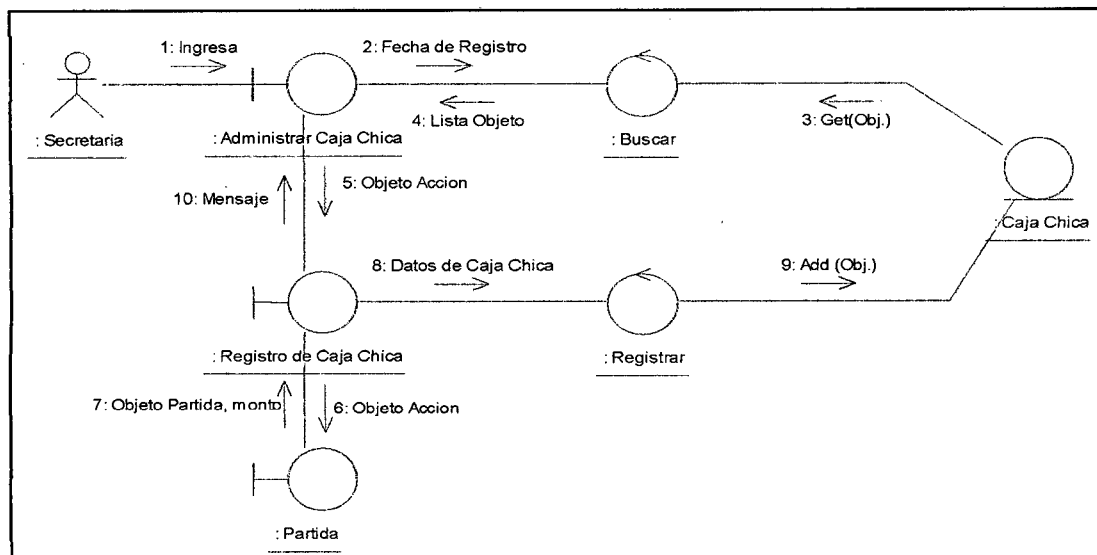 1: Ingresa
2: Fecha de Registro
4: Lista Objeto
3: Get(Obj.)
: Secretaria
: Administrar Caja Chica
: Buscar
: Caja Chica
10: Mensaje
5: Objeto Accion
8: Datos de Caja Chica
9: Add (Obj.)
: Registro de Caja Chica
: Registrar
7: Objeto Partida, monto
6: Objeto Accion
: Partida